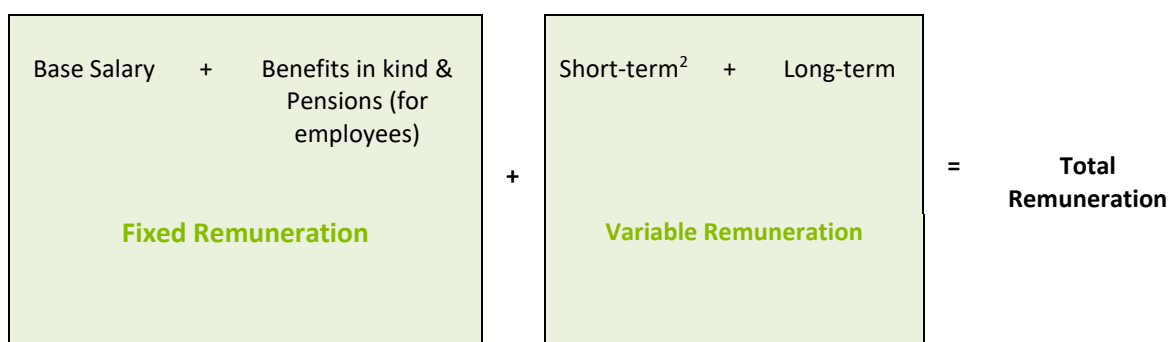 Base Salary + Benefits in kind &
Pensions (for
employees)
Fixed Remuneration
+
Short-term² + Long-term
Variable Remuneration
= Total
Remuneration